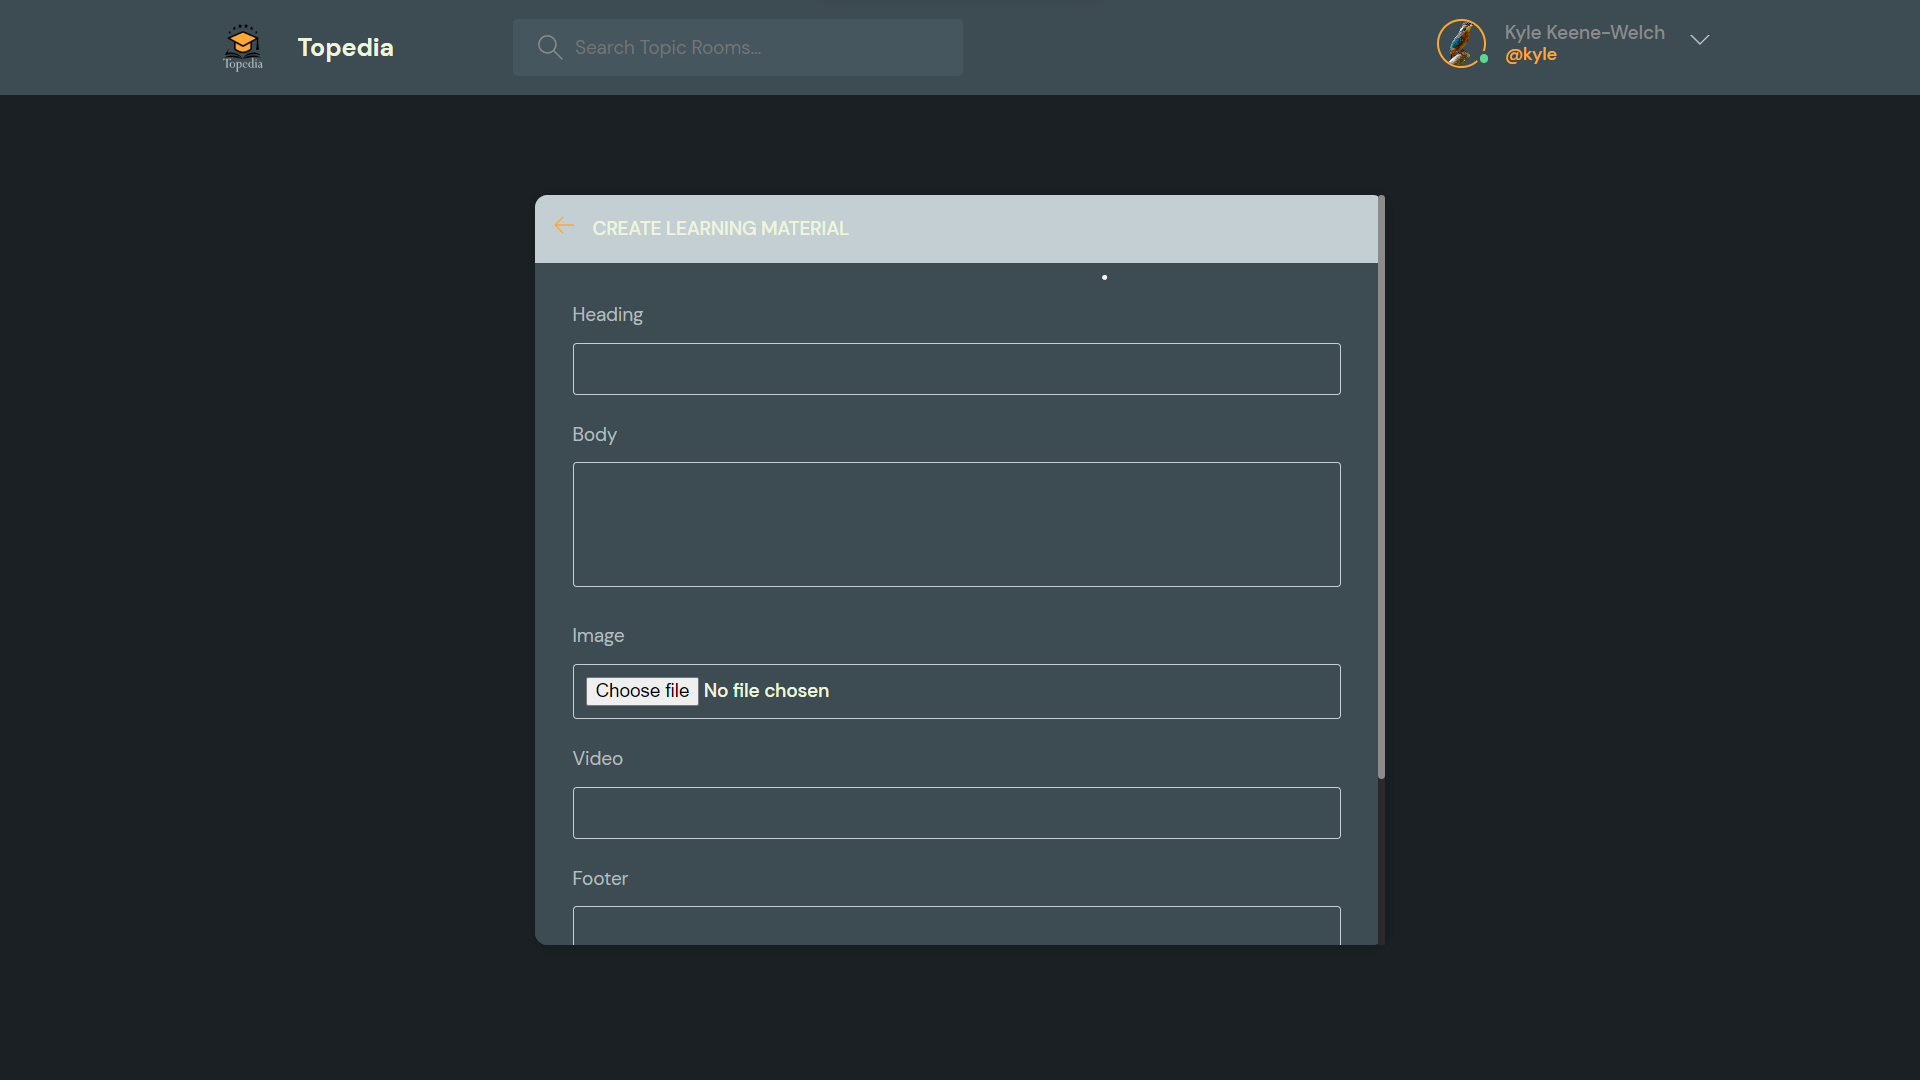 Topedia
Topedia
Search Topic Rooms...
Kyle Keene-Welch
@kyle
CREATE LEARNING MATERIAL
Heading
Body
Image
Choose file No file chosen
Video
Footer